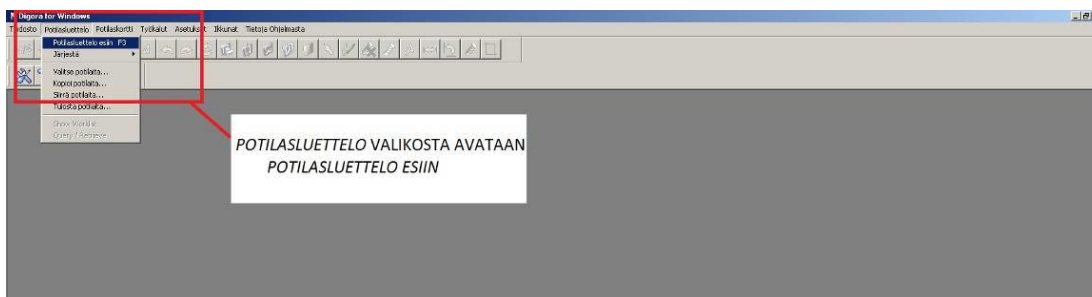 Digora for Windows
Tiedosto Potilasluettelo Potilaskortti Työkalut Asetukset Ikkunat Tietoja Ohjelmasta
Potilasluettelo esiin F3
Järjestä
Valitse potilaita...
Kopioi potilaita...
Siirrä potilaita...
Tulosta potilaita...
Show Worklist
Query / Retrieve
POTILASLUETTELO VALIKOSTA AVATAAN
POTILASLUETTELO ESIIN